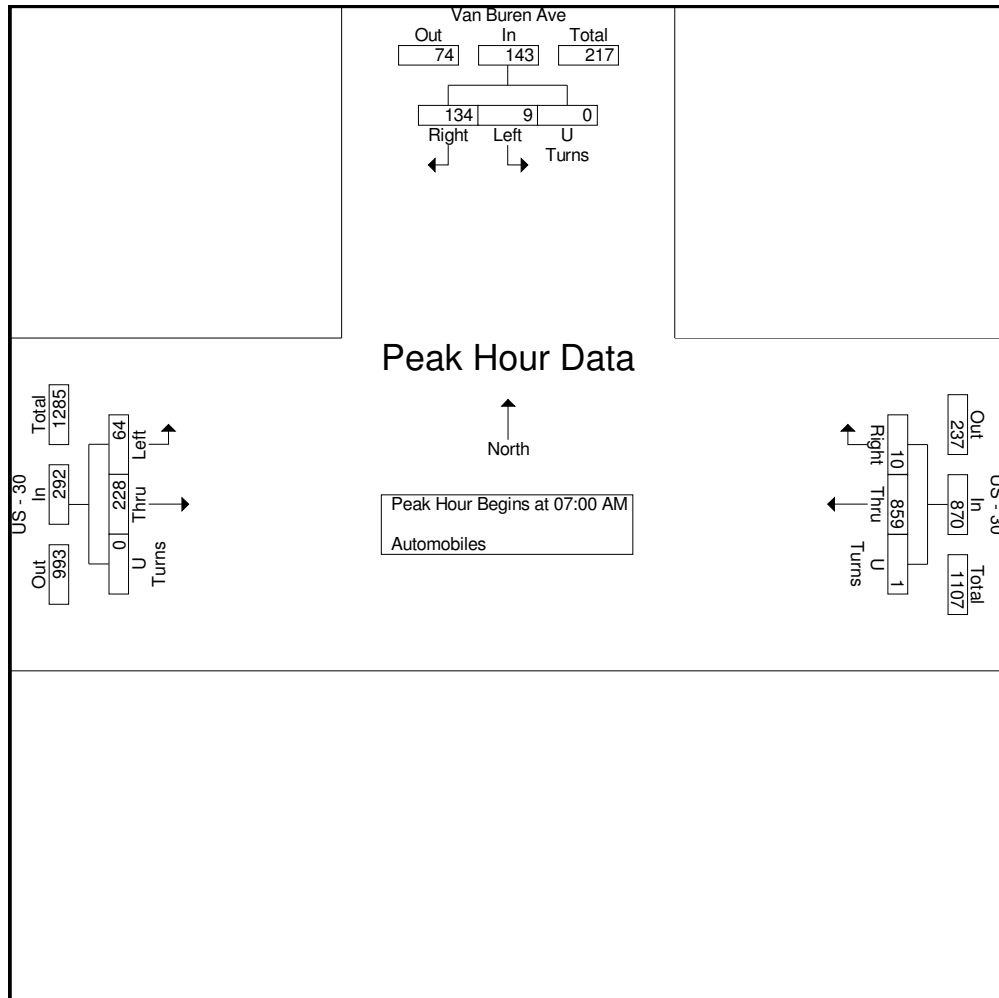 Van Buren Ave
Out In Total
74 143 217
134 9 0
Right Left U
Turns
Peak Hour Data
North
Peak Hour Begins at 07:00 AM
Automobiles
US - 30
Total In Out
1285 292 993
64 228 0
Left Thru U
Turns
US - 30
Out In Total
237 870 1107
10 859 1
Right Thru U
Turns